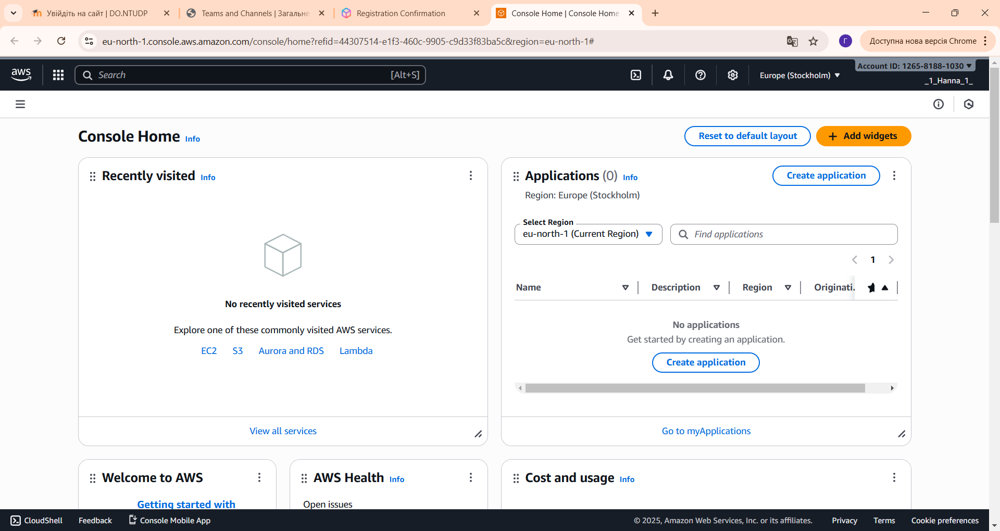 Увійдіть на сайт | DO.NTUDP
Teams and Channels | Загальне
Registration Confirmation
Console Home | Console Home
eu-north-1.console.aws.amazon.com/console/home?refid=44307514-e1f3-460c-9905-c9d33f83ba5c&region=eu-north-1#
Г
Доступна нова версія Chrome
aws
Search
[Alt+S]
Europe (Stockholm)
Account ID: 1265-8188-1030
_1_Hanna_1_
Console Home Info
Reset to default layout
Add widgets
Recently visited Info
No recently visited services
Explore one of these commonly visited AWS services.
EC2 S3 Aurora and RDS Lambda
View all services
Applications (0) Info
Create application
Region: Europe (Stockholm)
Select Region
eu-north-1 (Current Region)
Find applications
1
Name Description Region Originati.
No applications
Get started by creating an application.
Create application
Go to myApplications
Welcome to AWS
Getting started with
AWS Health Info
Open issues
Cost and usage Info
CloudShell Feedback Console Mobile App
© 2025, Amazon Web Services, Inc. or its affiliates. Privacy Terms Cookie preferences